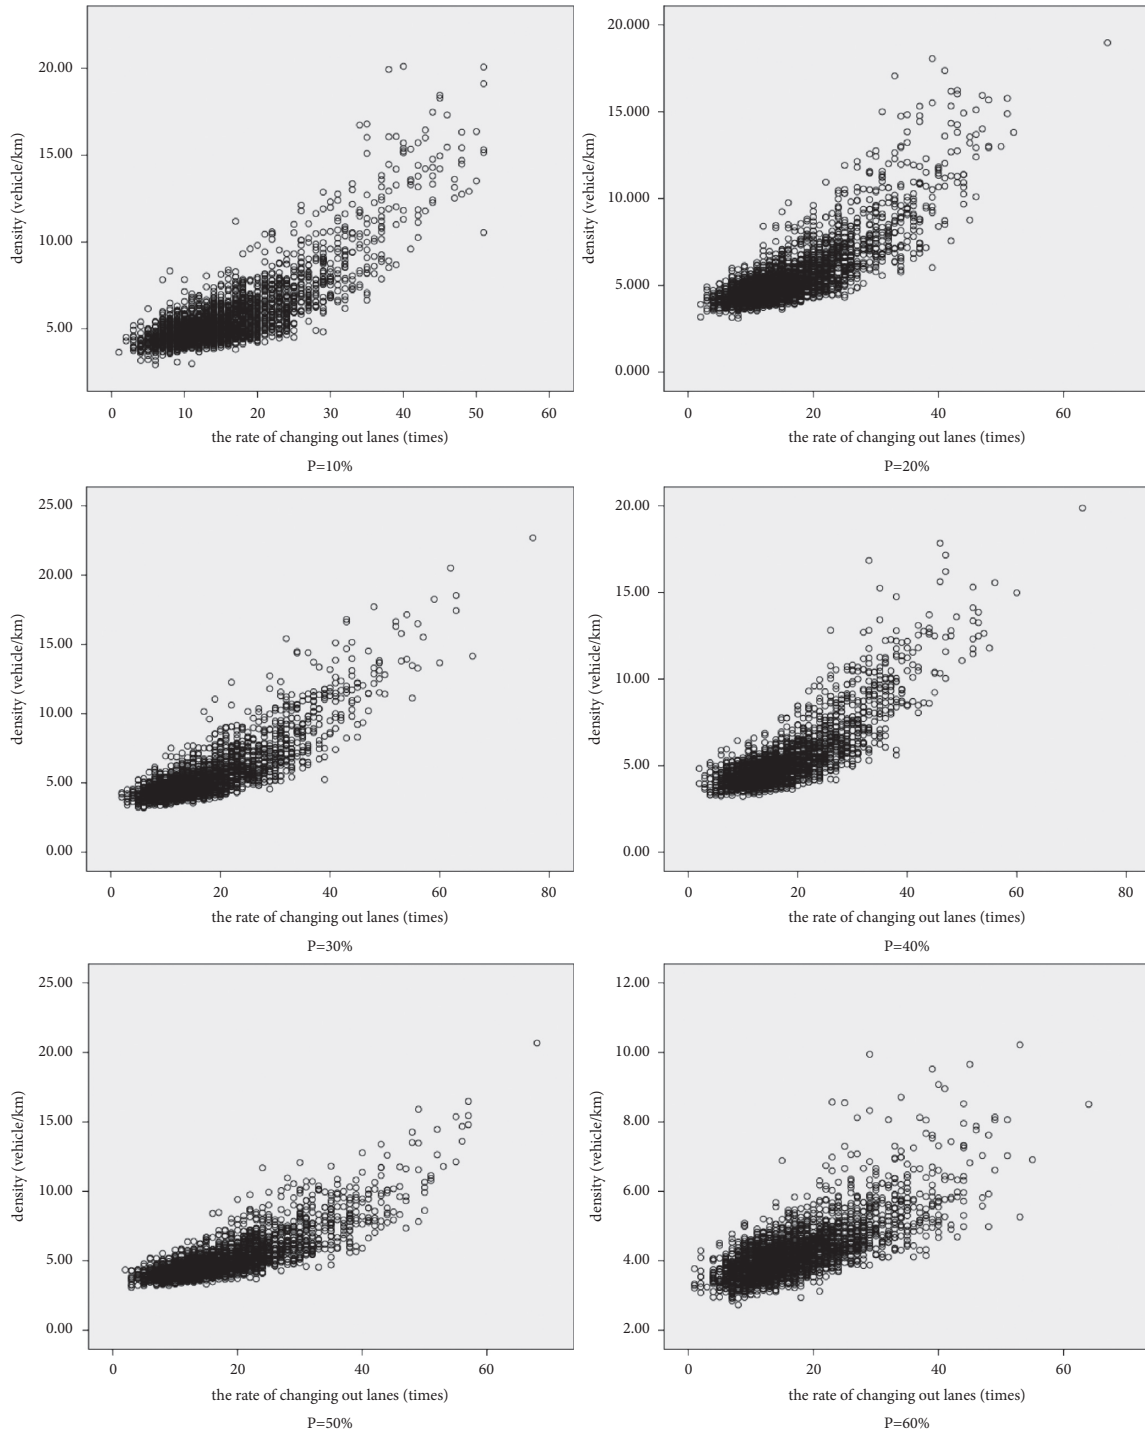 20.00
15.00
10.00
5.00
density (vehicle/km)
0 10 20 30 40 50 60
the rate of changing out lanes (times)
P=10%
20.000
15.000
10.000
5.000
0.000
density (vehicle/km)
0 20 40 60
the rate of changing out lanes (times)
P=20%
25.00
20.00
15.00
10.00
5.00
0.00
density (vehicle/km)
0 20 40 60 80
the rate of changing out lanes (times)
P=30%
20.00
15.00
10.00
5.00
0.00
density (vehicle/km)
0 20 40 60 80
the rate of changing out lanes (times)
P=40%
25.00
20.00
15.00
10.00
5.00
0.00
density (vehicle/km)
0 20 40 60
the rate of changing out lanes (times)
P=50%
12.00
10.00
8.00
6.00
4.00
2.00
density (vehicle/km)
0 20 40 60
the rate of changing out lanes (times)
P=60%